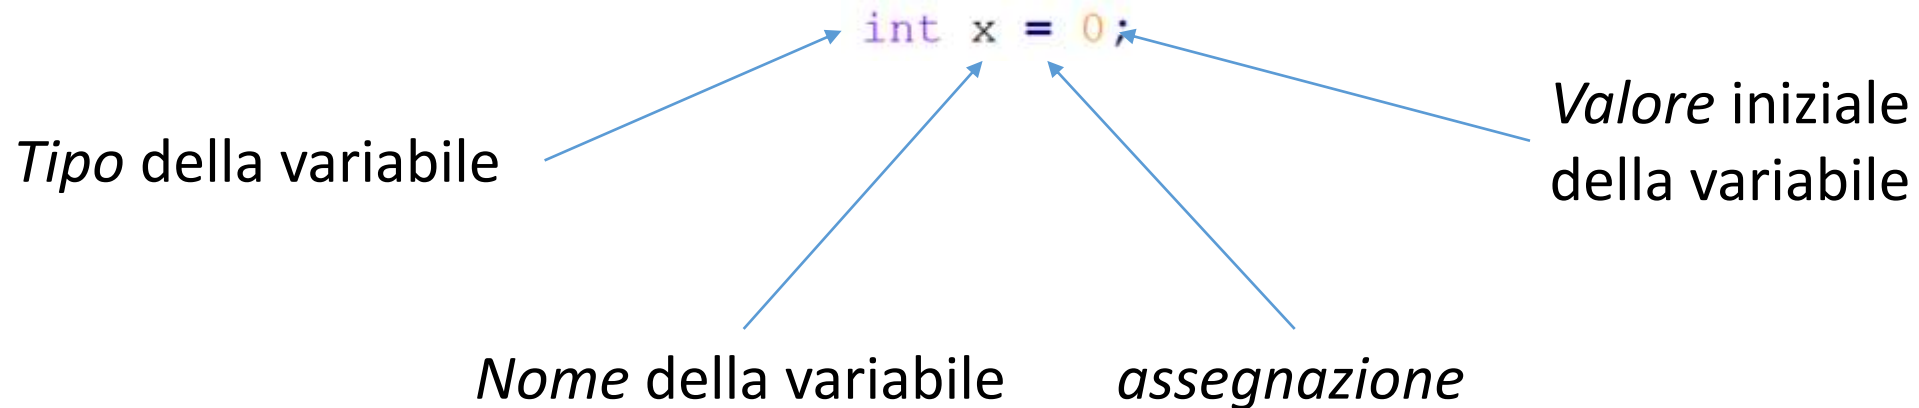 int x = 0;
Tipo della variabile
Valore iniziale
della variabile
Nome della variabile
assegnazione